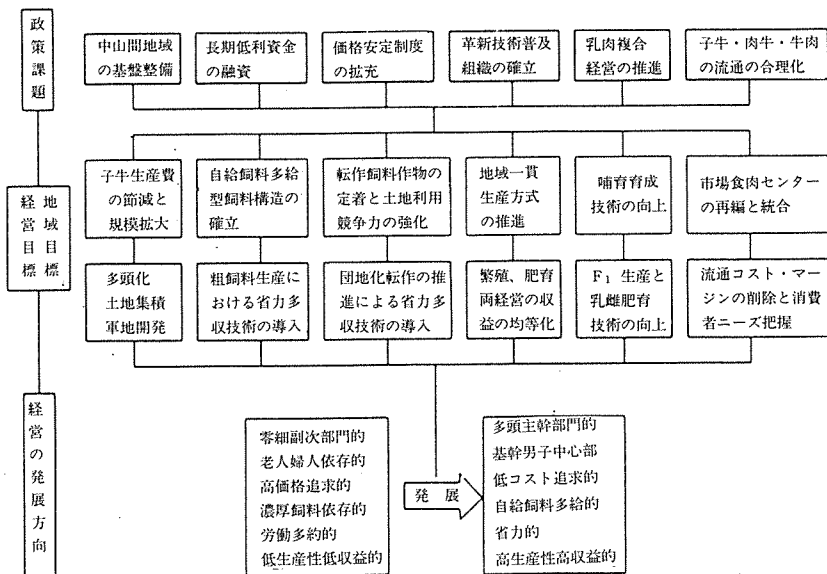 政策課題
中山間地域
の基盤整備
長期低利資金
の融資
価格安定制度
の拡充
革新技術普及
組織の確立
乳肉複合
経営の推進
子牛・肉牛・牛肉
の流通の合理化
地域目標
経営目標
子牛生産費
の節減と
規模拡大
自給飼料多給
型飼料構造の
確立
転作飼料作物の
定着と土地利用
競争力の強化
地域一貫
生産方式
の推進
哺育育成
技術の向上
市場食肉センター
の再編と統合
多頭化
土地集積
軍地開発
粗飼料生産に
おける省力多
収技術の導入
団地化転作の推
進による省力多
収技術の導入
繁殖、肥育
両経営の収
益の均等化
F₁ 生産と
乳雌肥育
技術の向上
流通コスト・マー
ジンの削除と消費
者ニーズ把握
経営の発展方向
零細副次部門的
老人婦人依存的
高価格追求的
濃厚飼料依存的
労働多約的
低生産性低収益的
発展
多頭主幹部門的
基幹男子中心部
低コスト追求的
自給飼料多給的
省力的
高生産性高収益的